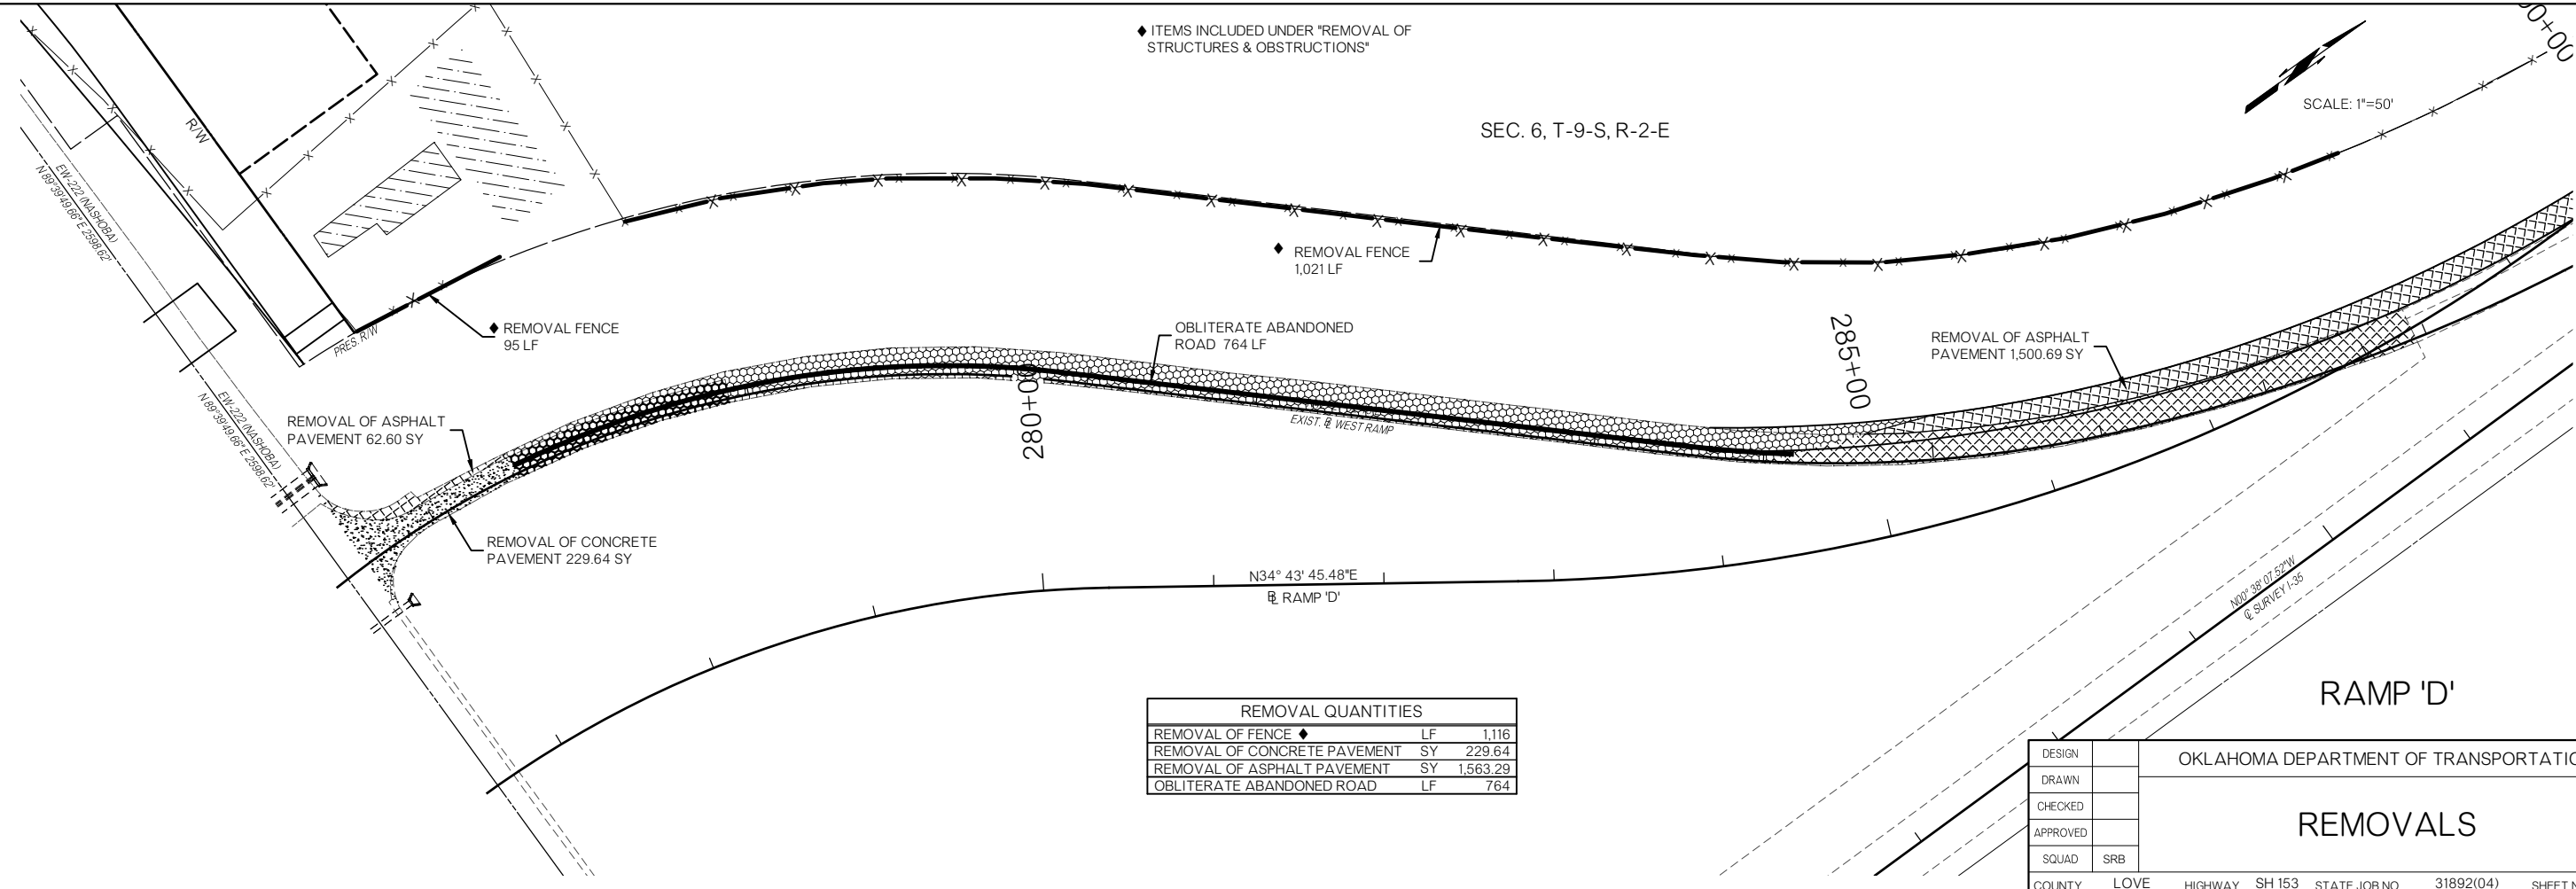 ♦ ITEMS INCLUDED UNDER "REMOVAL OF
STRUCTURES & OBSTRUCTIONS"
SEC. 6, T-9-S, R-2-E
SCALE: 1"=50'
00+00
R/W
EW-222 (NASHOBA)
N 89°39'49.66" E 2598.62'
♦ REMOVAL FENCE
1,021 LF
♦ REMOVAL FENCE
95 LF
PRES. R/W
OBLITERATE ABANDONED
ROAD 764 LF
280+00
285+00
EXIST. ℄ WEST RAMP
REMOVAL OF ASPHALT
PAVEMENT 1,500.69 SY
REMOVAL OF ASPHALT
PAVEMENT 62.60 SY
EW-222 (NASHOBA)
N 89°39'49.66" E 2598.62'
REMOVAL OF CONCRETE
PAVEMENT 229.64 SY
N34° 43' 45.48"E
RAMP 'D'
N00° 38' 07.52"W
℄ SURVEY I-35
REMOVAL QUANTITIES
REMOVAL OF FENCE ♦ LF 1,116
REMOVAL OF CONCRETE PAVEMENT SY 229.64
REMOVAL OF ASPHALT PAVEMENT SY 1,563.29
OBLITERATE ABANDONED ROAD LF 764
RAMP 'D'
DESIGN
DRAWN
CHECKED
APPROVED
SQUAD SRB
OKLAHOMA DEPARTMENT OF TRANSPORTATIO
REMOVALS
COUNTY LOVE HIGHWAY SH 153 STATE JOB NO. 31892(04) SHEET N